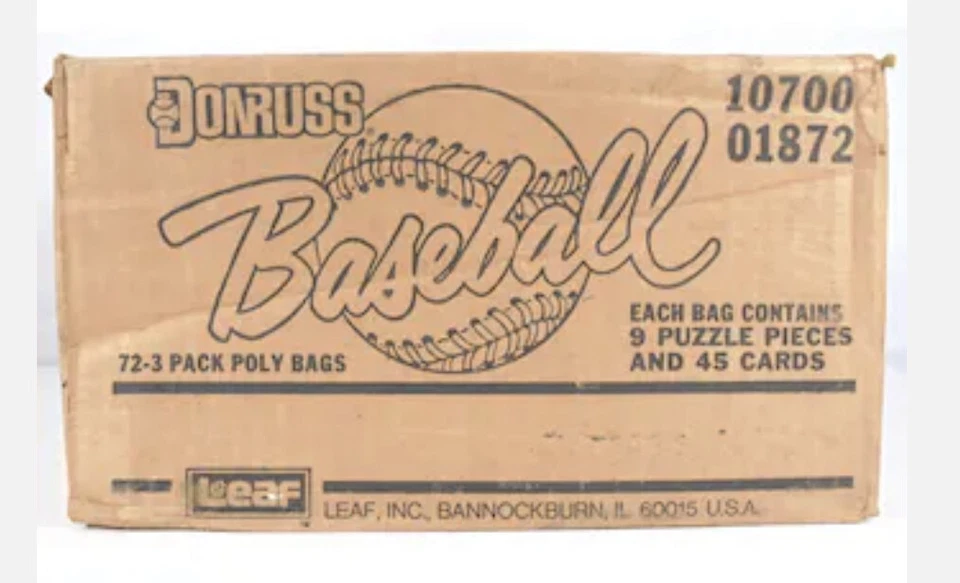 DONRUSS
10700
01872
Baseball
72-3 PACK POLY BAGS
EACH BAG CONTAINS
9 PUZZLE PIECES
AND 45 CARDS
Leaf
LEAF, INC., BANNOCKBURN, IL 60015 U.S.A.